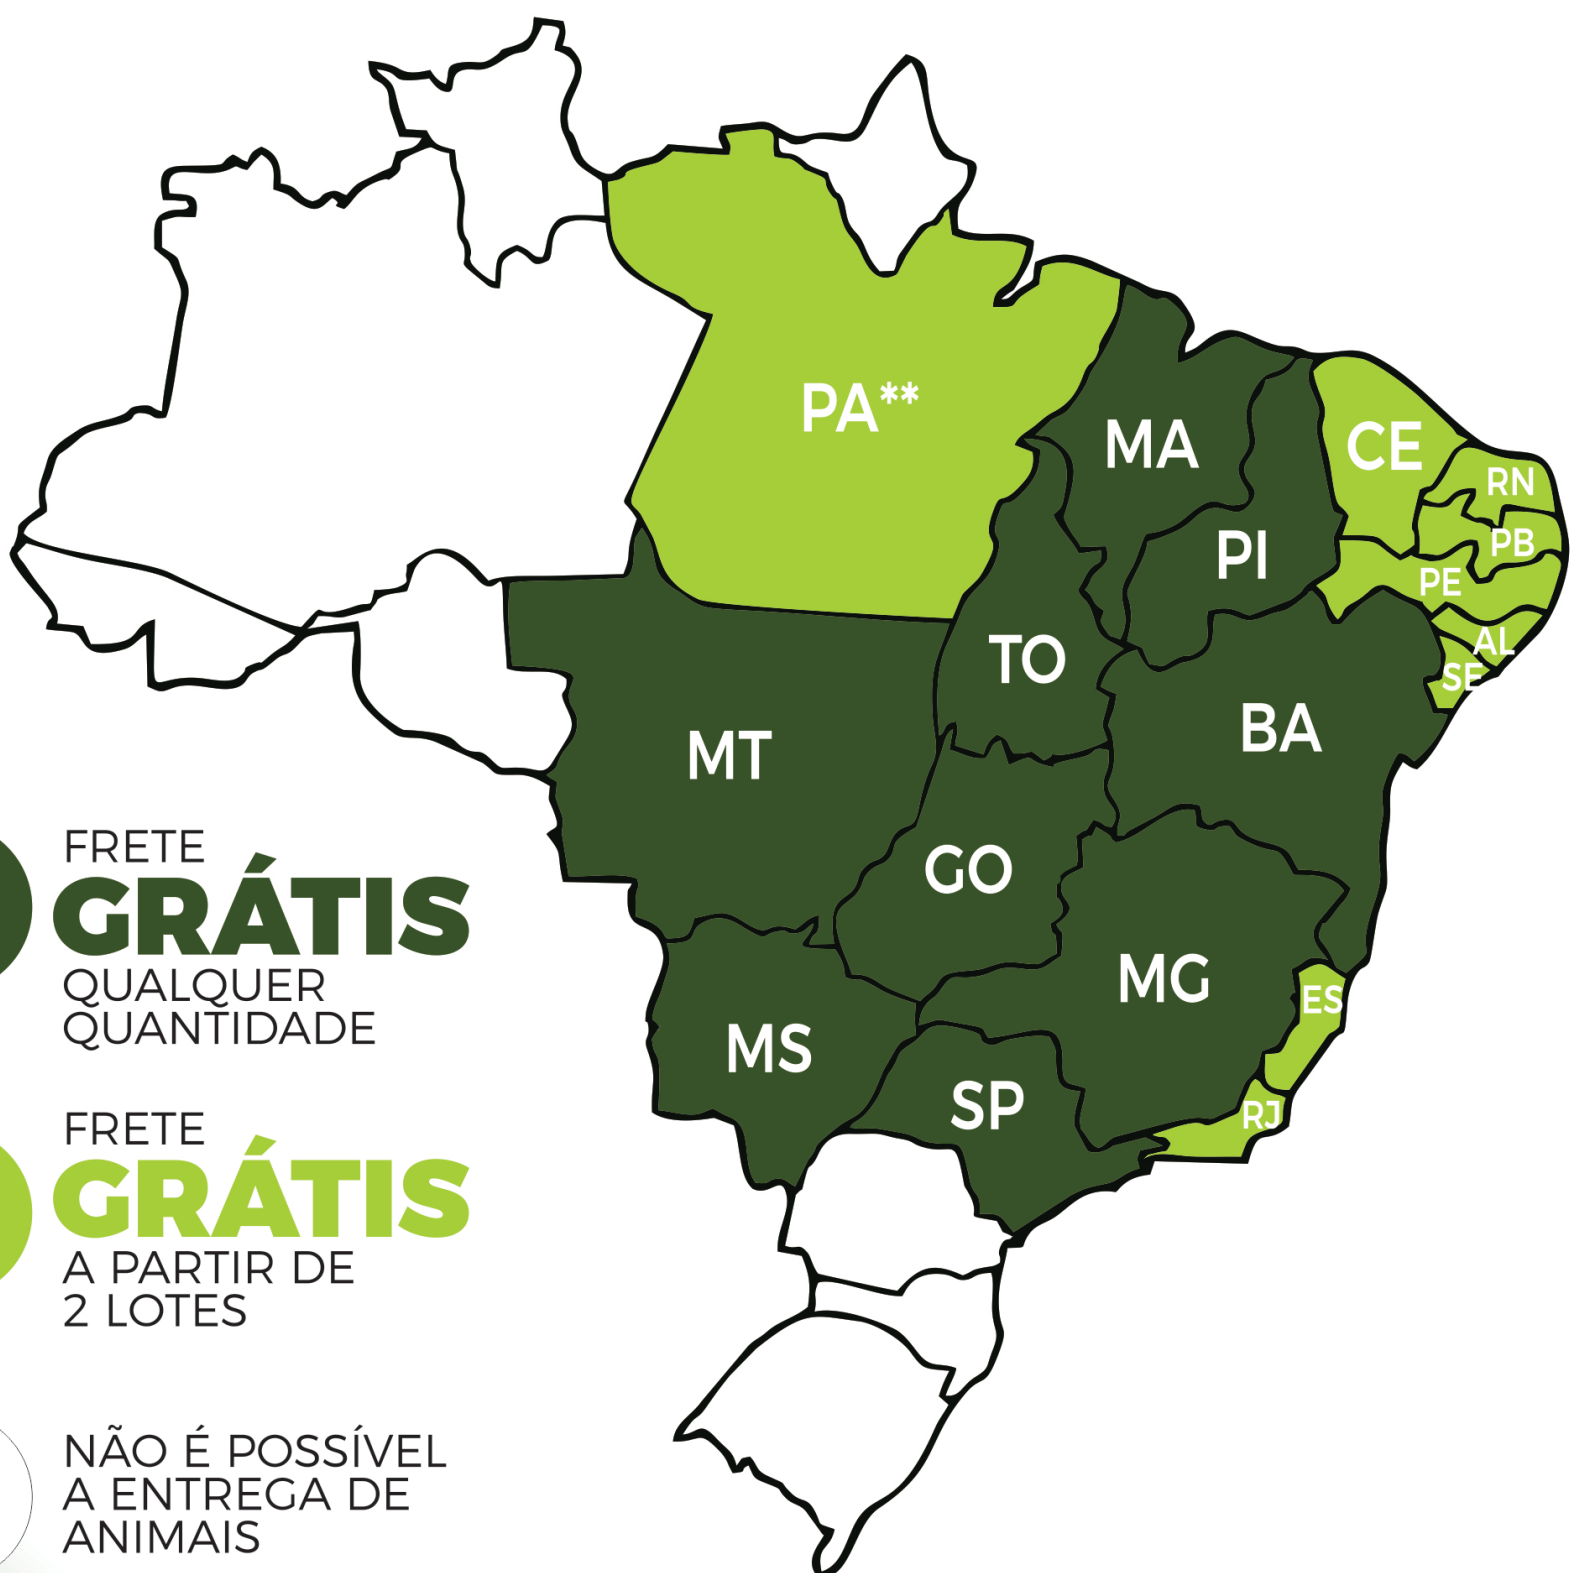 PA**
MA
CE
RN
PI
PB
PE
AL
SE
TO
BA
MT
GO
MG
ES
MS
SP
RJ
FRETE
GRÁTIS
QUALQUER
QUANTIDADE
FRETE
GRÁTIS
A PARTIR DE
2 LOTES
NÃO É POSSÍVEL
A ENTREGA DE
ANIMAIS